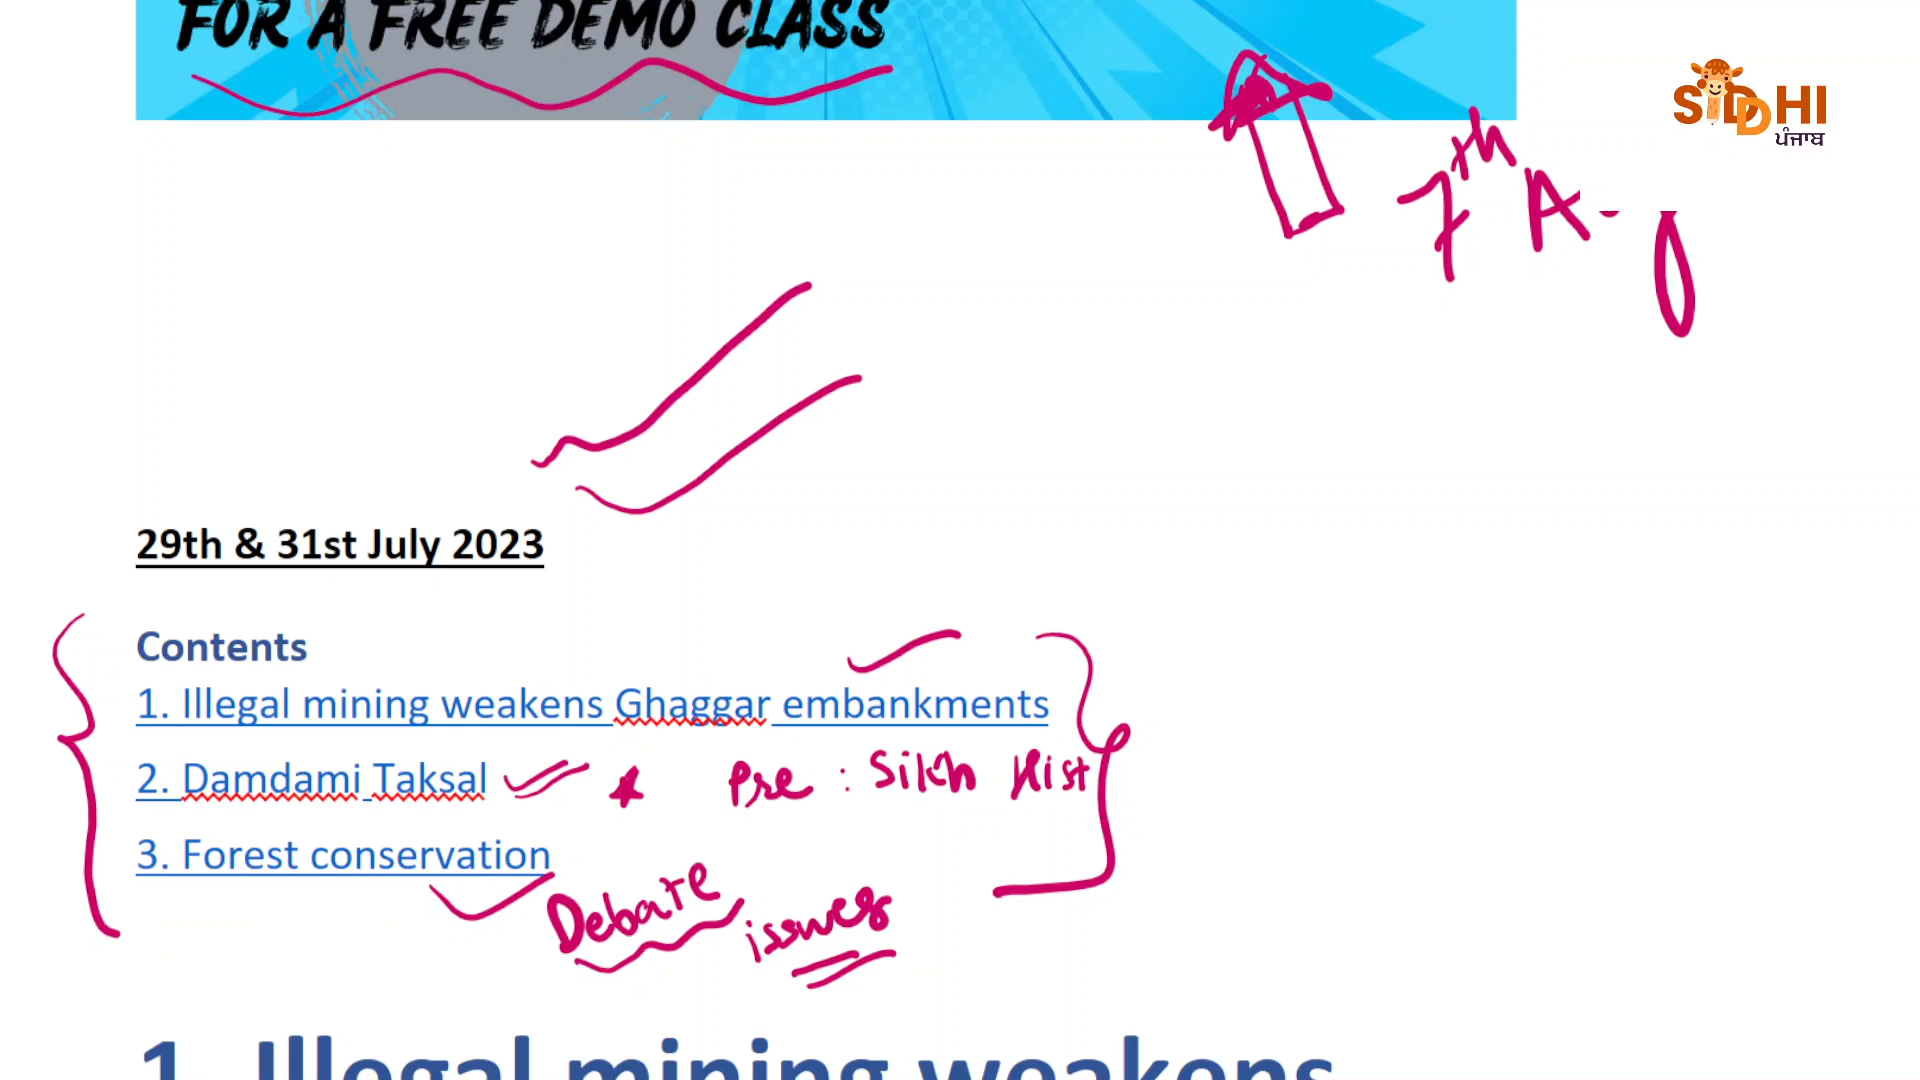 FOR A FREE DEMO CLASS
SIDDHI
ਪੰਜਾਬ
7th
29th & 31st July 2023
Contents
1. Illegal mining weakens Ghaggar embankments
2. Damdami Taksal
Pre : Sikh Hist
3. Forest conservation
Debate issues
1. Illegal mining weakens